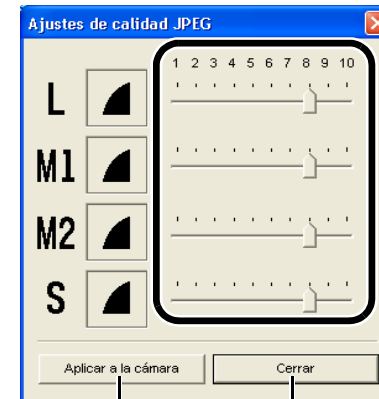 Ajustes de calidad JPEG
1 2 3 4 5 6 7 8 9 10
L
M1
M2
S
Aplicar a la cámara Cerrar